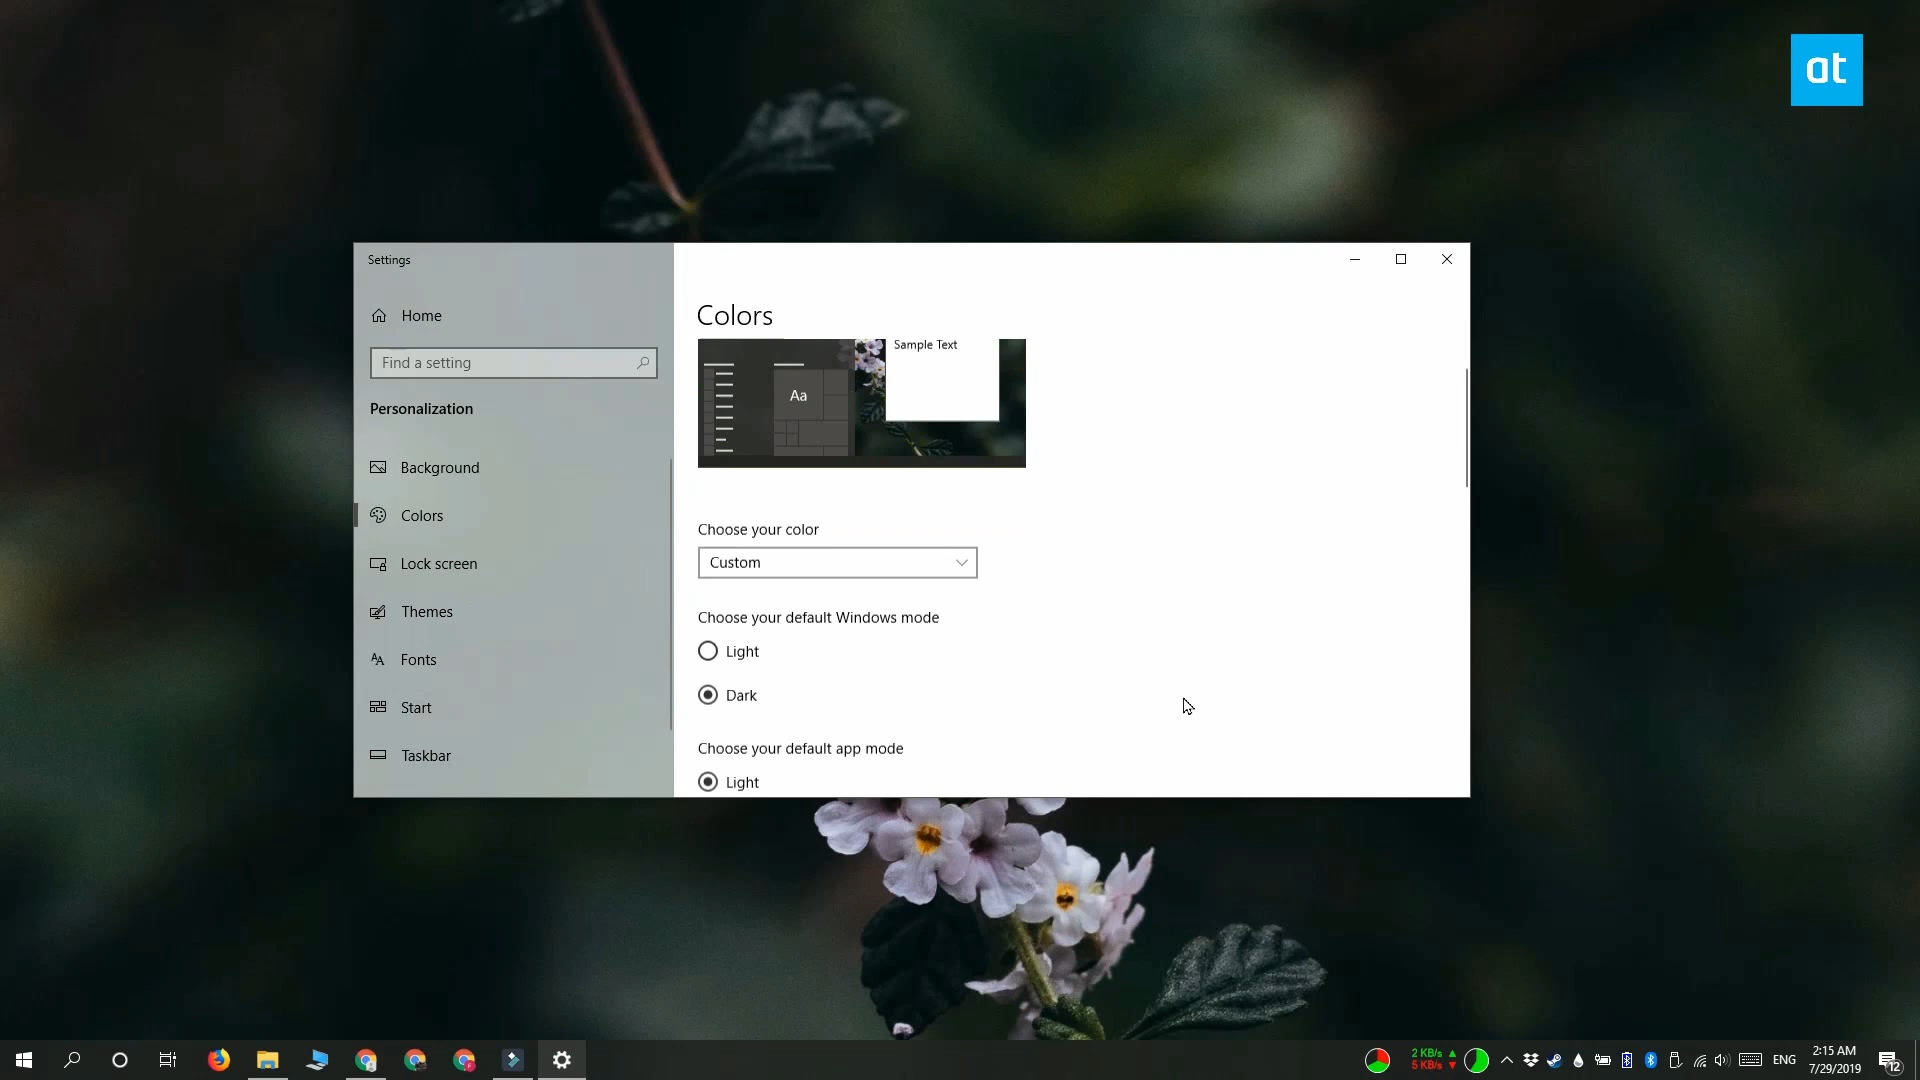 at
Settings
Home
Find a setting
Personalization
Background
Colors
Lock screen
Themes
Fonts
Start
Taskbar
Colors
Sample Text
Aa
Choose your color
Custom
Choose your default Windows mode
Light
Dark
Choose your default app mode
Light
2 KB/s
5 KB/s
ENG
2:15 AM
7/29/2019
12